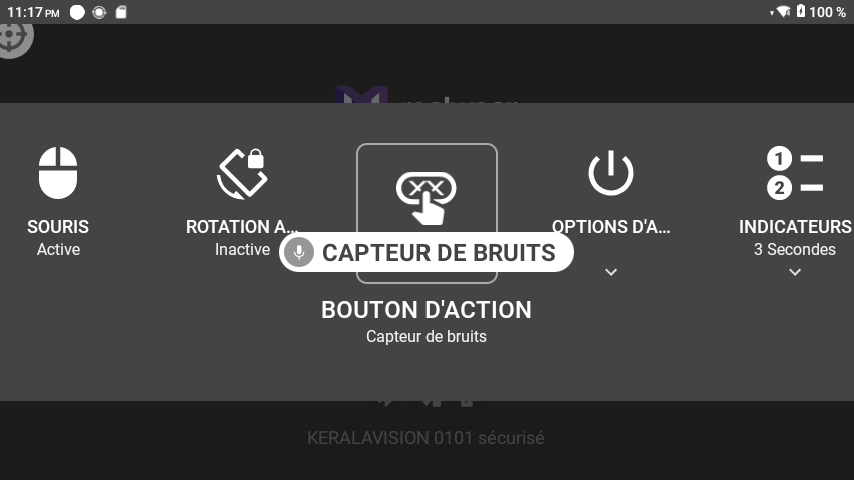 11:17 PM
100 %
SOURIS
Active
ROTATION A...
Inactive
CAPTEUR DE BRUITS
BOUTON D'ACTION
Capteur de bruits
OPTIONS D'A...
1
2
INDICATEURS
3 Secondes
KERALAVISION 0101 sécurisé